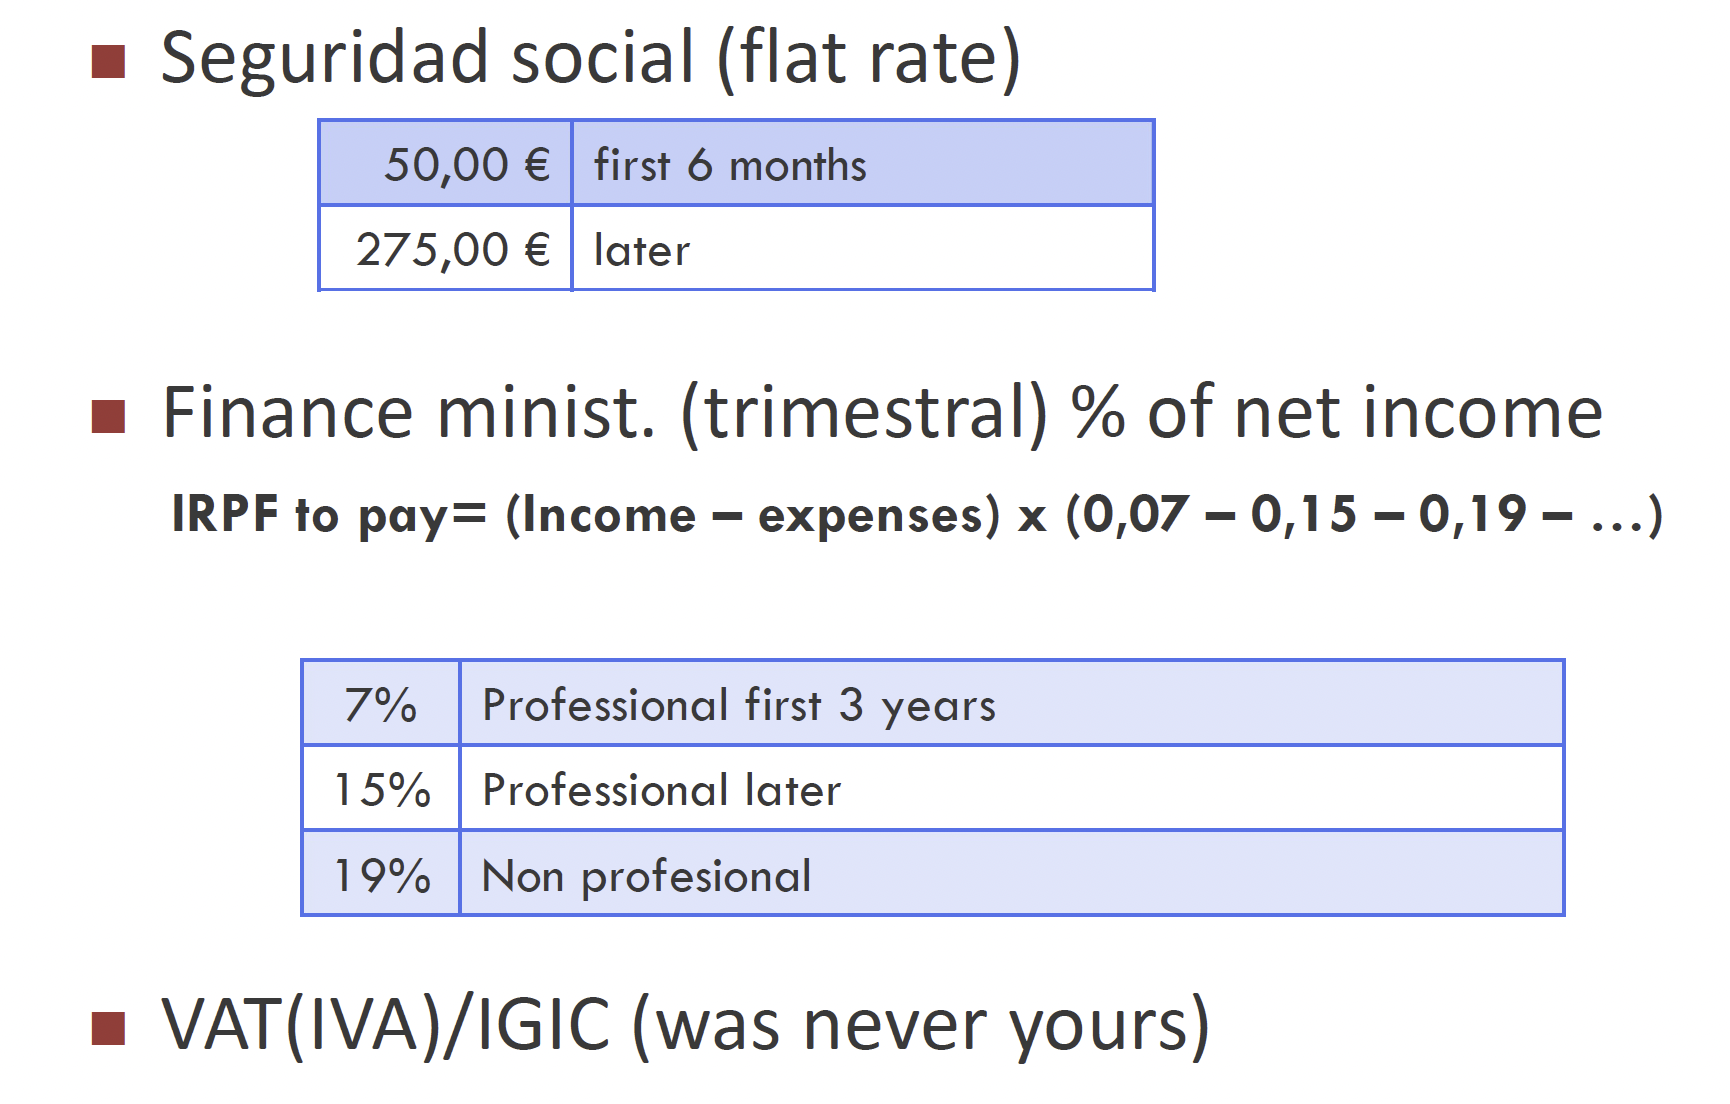 Seguridad social (flat rate)
50,00 € first 6 months
275,00 € later
Finance minist. (trimestral) % of net income
IRPF to pay= (Income – expenses) x (0,07 – 0,15 – 0,19 – ...)
7% Professional first 3 years
15% Professional later
19% Non profesional
VAT(IVA)/IGIC (was never yours)